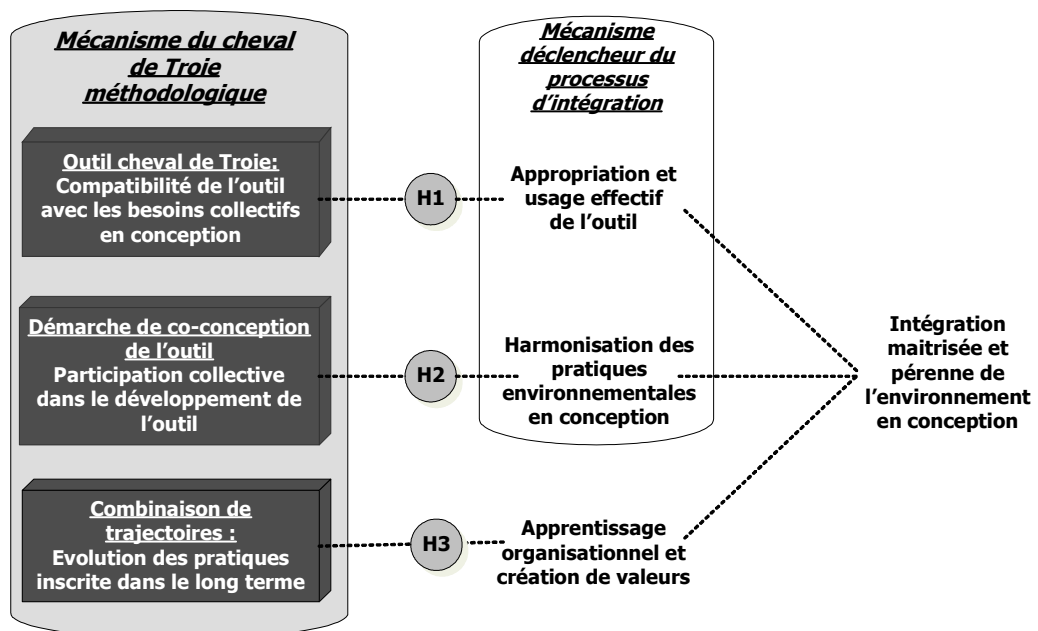 Mécanisme du cheval
de Troie
méthodologique
Outil cheval de Troie:
Compatibilité de l'outil
avec les besoins collectifs
en conception
Démarche de co-conception
de l'outil
Participation collective
dans le développement de
l'outil
Combinaison de
trajectoires :
Evolution des pratiques
inscrite dans le long terme
H1
H2
H3
Mécanisme
déclencheur du
processus
d'intégration
Appropriation et
usage effectif
de l'outil
Harmonisation des
pratiques
environnementales
en conception
Apprentissage
organisationnel et
création de valeurs
Intégration
maitrisée et
pérenne de
l'environnement
en conception